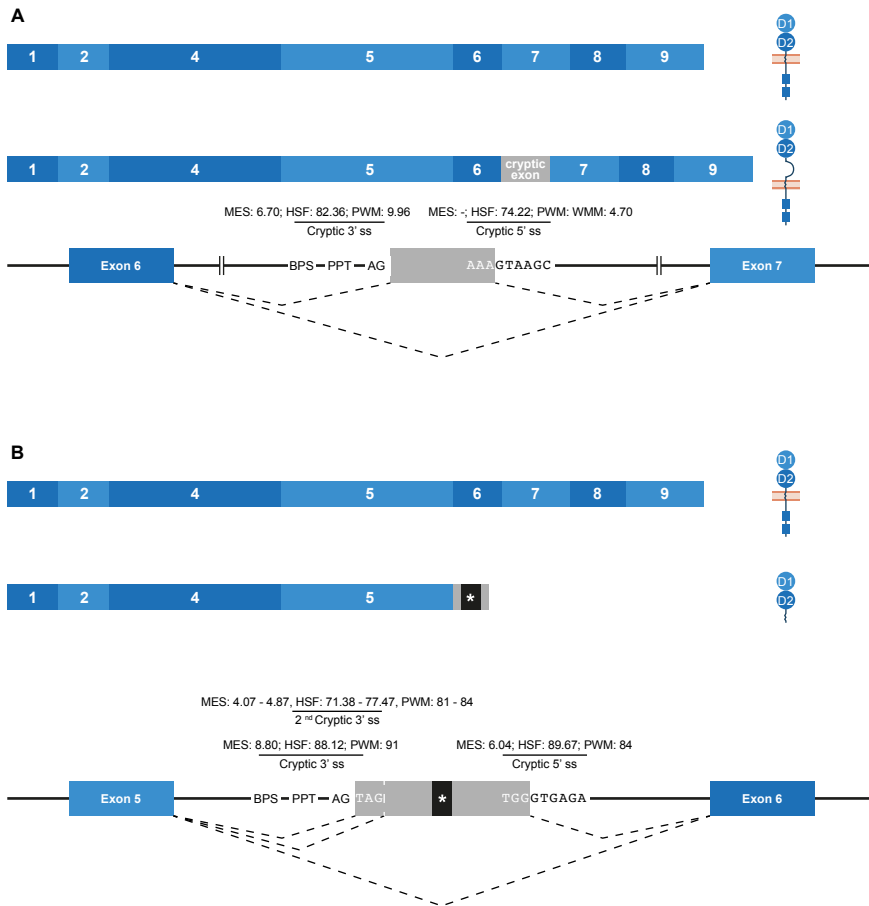 A
1 2 4 5 6 7 8 9
D1
D2
1 2 4 5 6 cryptic exon 7 8 9
D1
D2
MES: 6.70; HSF: 82.36; PWM: 9.96 MES: -; HSF: 74.22; PWM: WMM: 4.70
Cryptic 3' ss Cryptic 5' ss
Exon 6 BPS PPT AG AAAGTAAGC Exon 7
B
1 2 4 5 6 7 8 9
D1
D2
1 2 4 5 *
D1
D2
MES: 4.07 - 4.87, HSF: 71.38 - 77.47, PWM: 81 - 84
2 nd Cryptic 3' ss
MES: 8.80; HSF: 88.12; PWM: 91 MES: 6.04; HSF: 89.67; PWM: 84
Cryptic 3' ss Cryptic 5' ss
Exon 5 BPS PPT AG TAG * TGGGTGAGA Exon 6